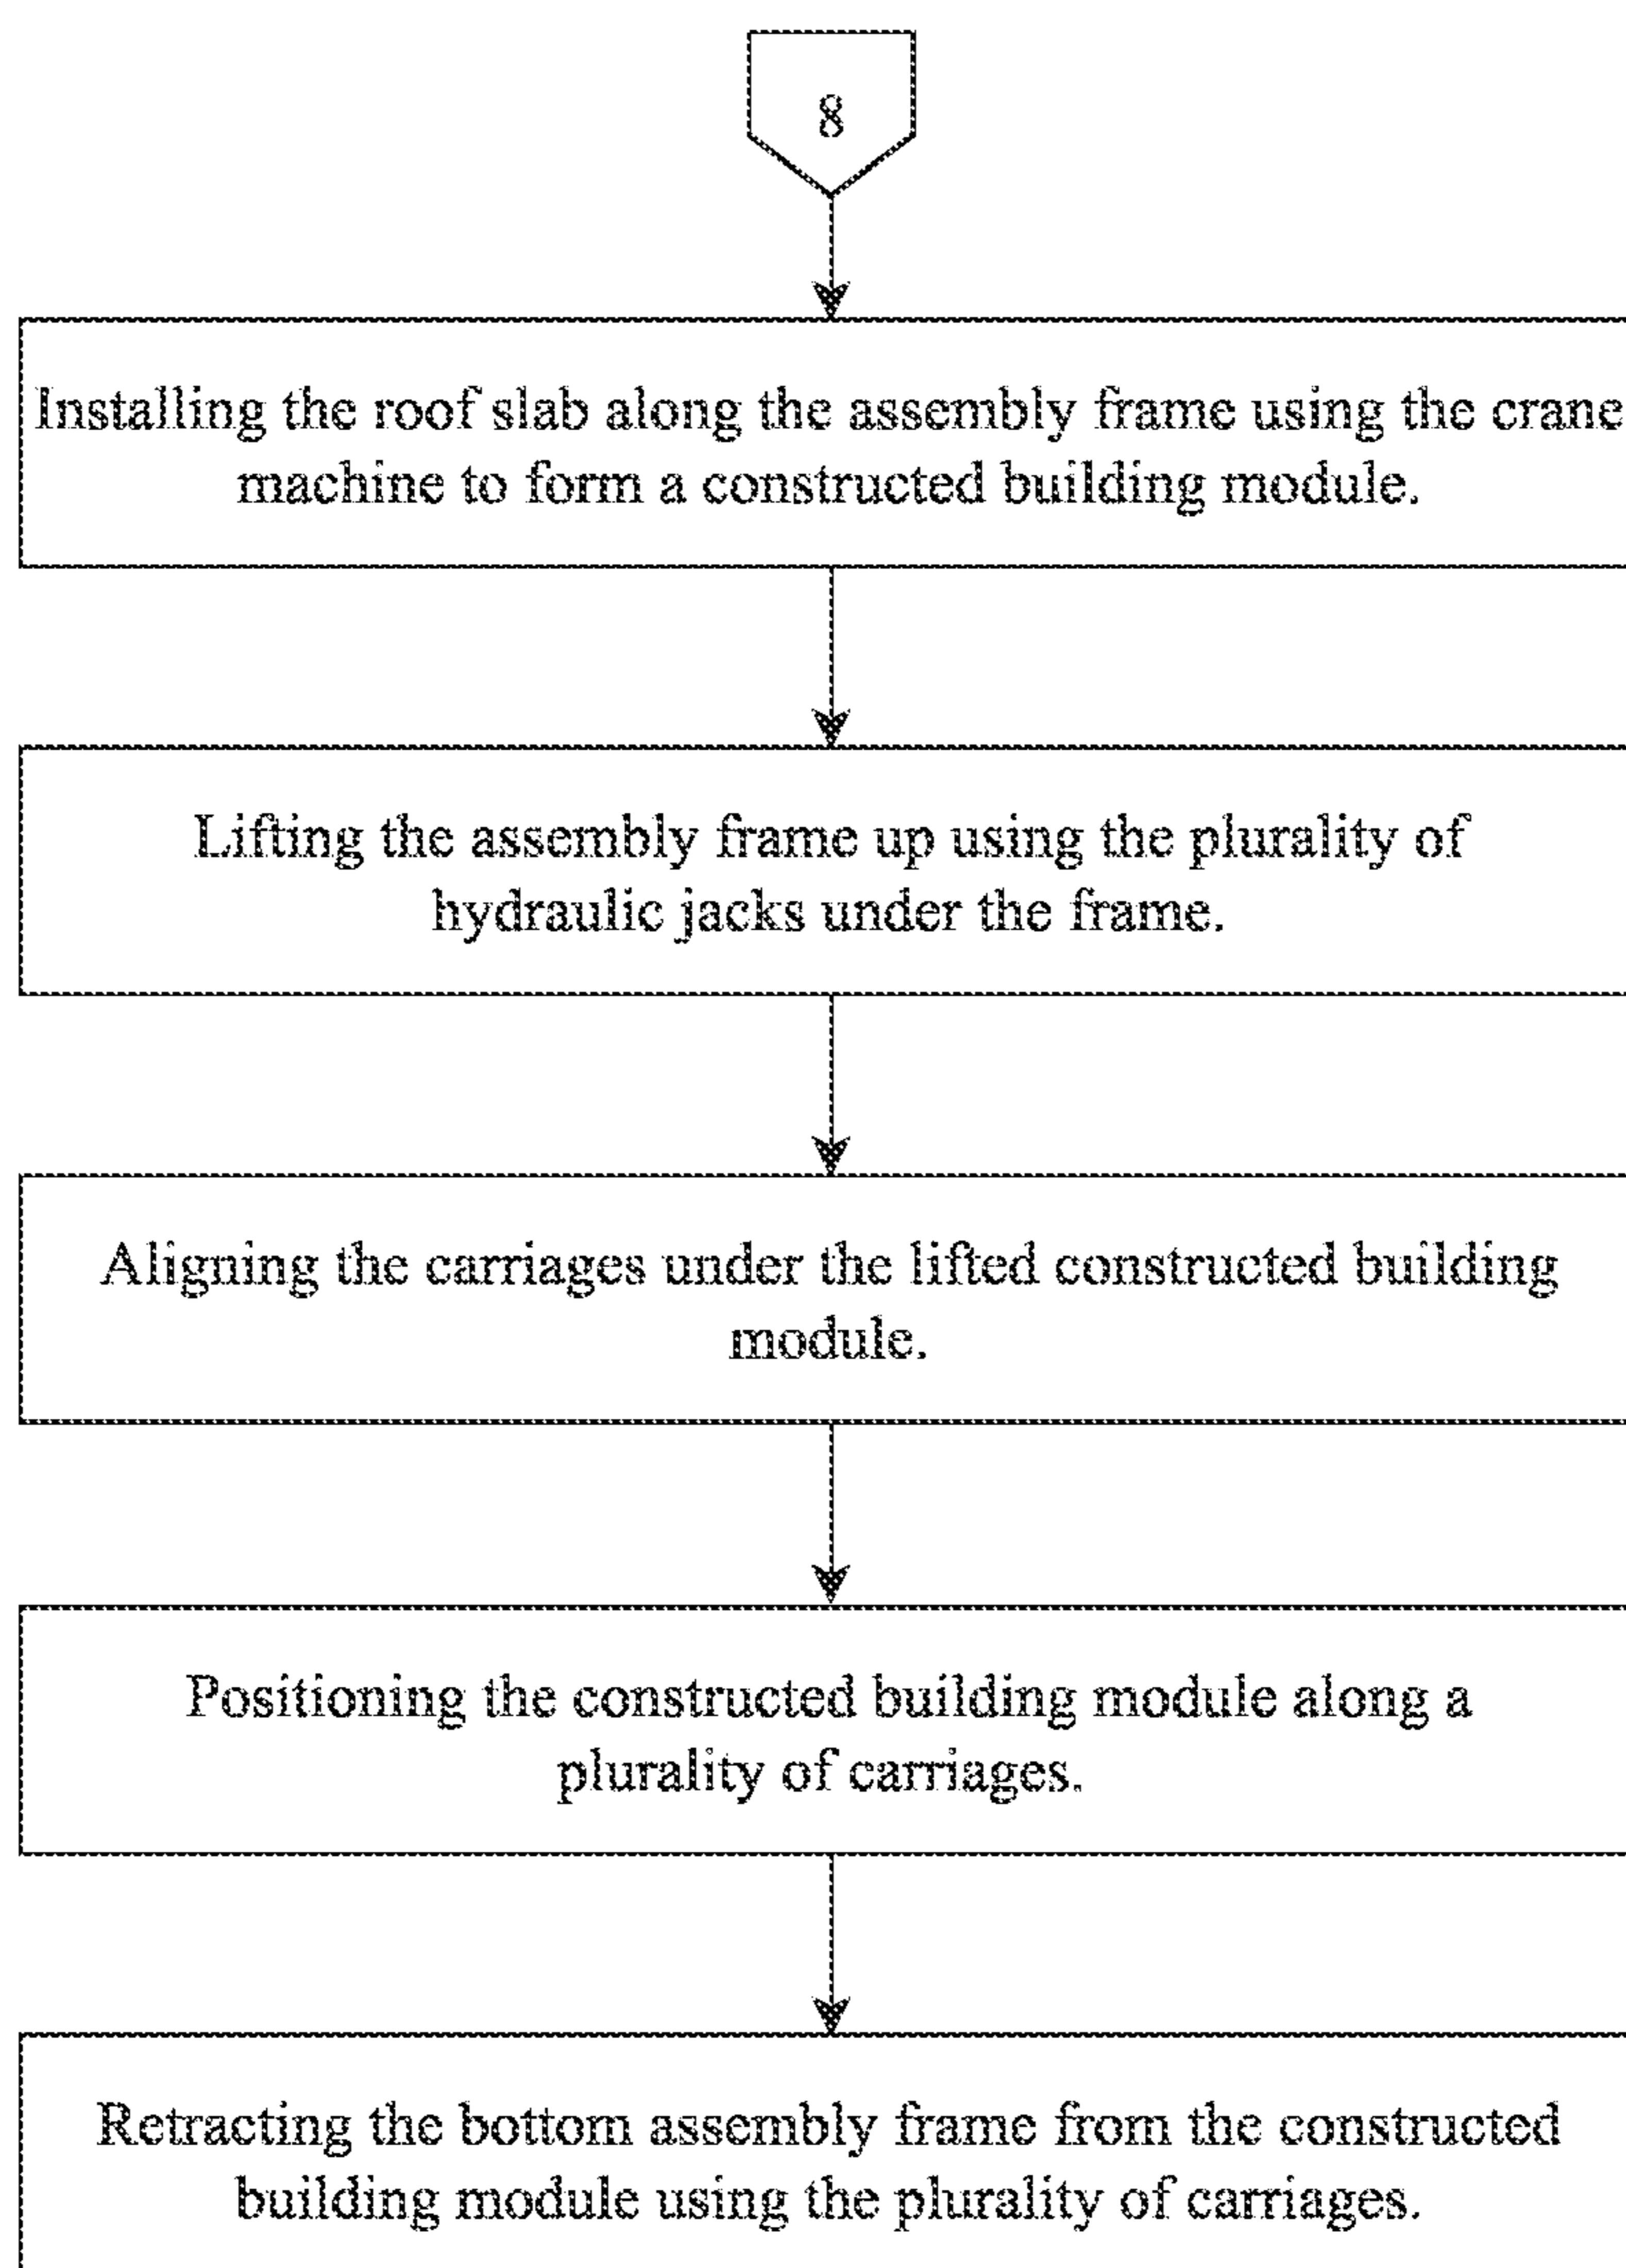 8
Installing the roof slab along the assembly frame using the crane
machine to form a constructed building module.
Lifting the assembly frame up using the plurality of
hydraulic jacks under the frame.
Aligning the carriages under the lifted constructed building
module.
Positioning the constructed building module along a
plurality of carriages.
Retracting the bottom assembly frame from the constructed
building module using the plurality of carriages.